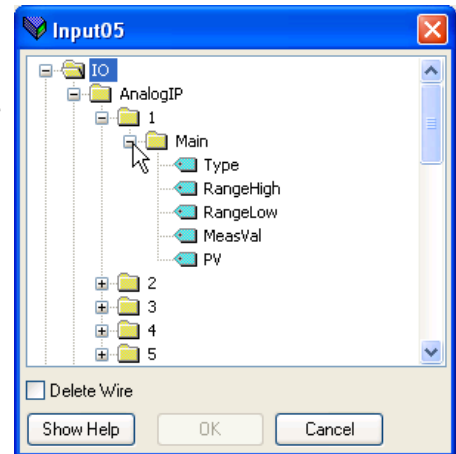 Input05
IO
AnalogIP
1
Main
Type
RangeHigh
RangeLow
MeasVal
PV
2
3
4
5
Delete Wire
Show Help
OK
Cancel